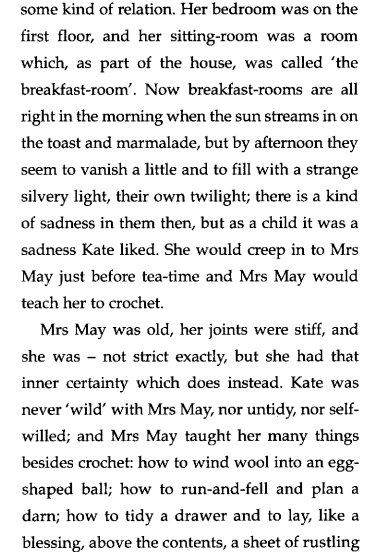 some kind of relation. Her bedroom was on the
first floor, and her sitting-room was a room
which, as part of the house, was called ‘the
breakfast-room’. Now breakfast-rooms are all
right in the morning when the sun streams in on
the toast and marmalade, but by afternoon they
seem to vanish a little and to fill with a strange
silvery light, their own twilight; there is a kind
of sadness in them then, but as a child it was a
sadness Kate liked. She would creep in to Mrs
May just before tea-time and Mrs May would
teach her to crochet.
Mrs May was old, her joints were stiff, and
she was – not strict exactly, but she had that
inner certainty which does instead. Kate was
never ‘wild’ with Mrs May, nor untidy, nor self-
willed; and Mrs May taught her many things
besides crochet: how to wind wool into an egg-
shaped ball; how to run-and-fell and plan a
darn; how to tidy a drawer and to lay, like a
blessing, above the contents, a sheet of rustling